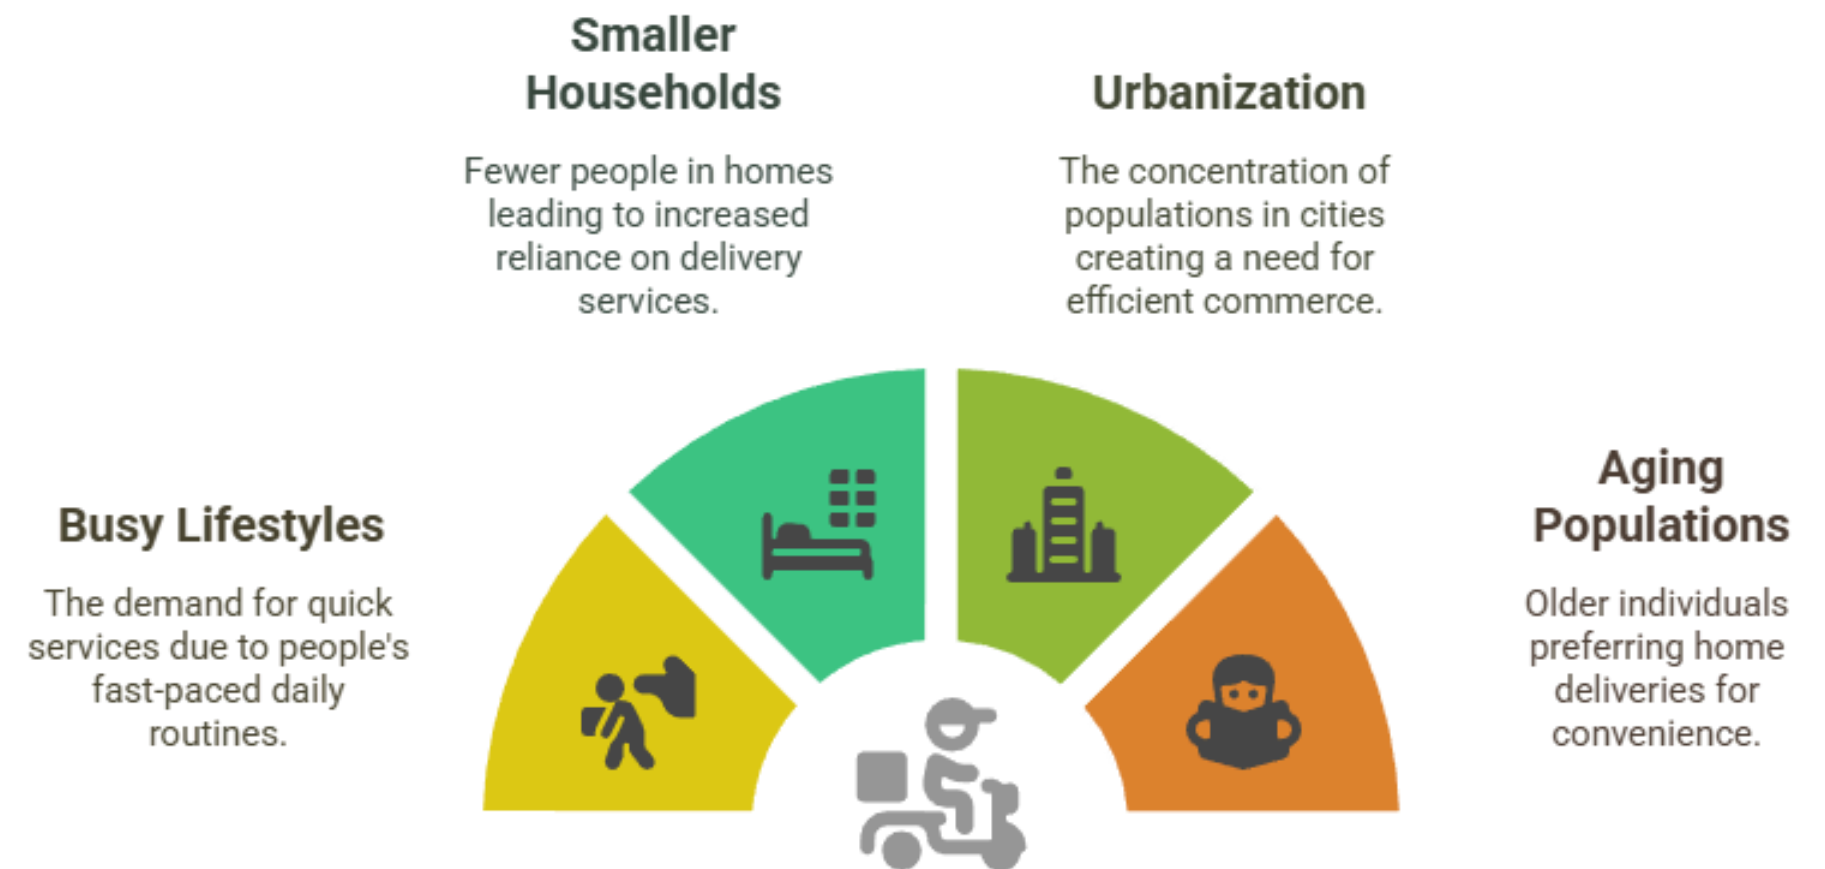 Smaller
Households
Fewer people in homes
leading to increased
reliance on delivery
services.
Urbanization
The concentration of
populations in cities
creating a need for
efficient commerce.
Busy Lifestyles
The demand for quick
services due to people's
fast-paced daily
routines.
Aging
Populations
Older individuals
preferring home
deliveries for
convenience.